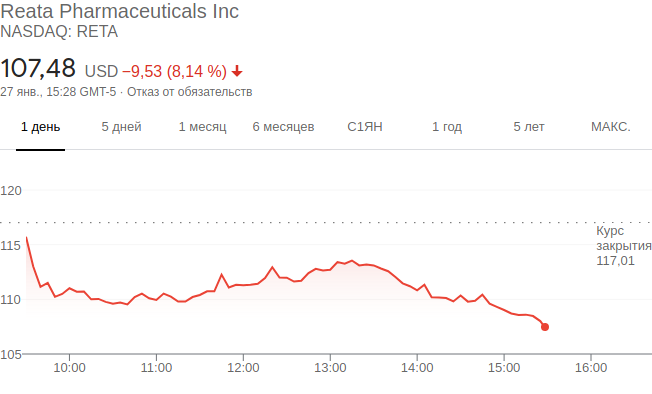 Reata Pharmaceuticals Inc
NASDAQ: RETA
107,48 USD −9,53 (8,14 %)
27 янв., 15:28 GMT-5 · Отказ от обязательств
1 день 5 дней 1 месяц 6 месяцев С1ЯН 1 год 5 лет МАКС.
120
Курс
115 закрытия
117,01
110
105
10:00 11:00 12:00 13:00 14:00 15:00 16:00